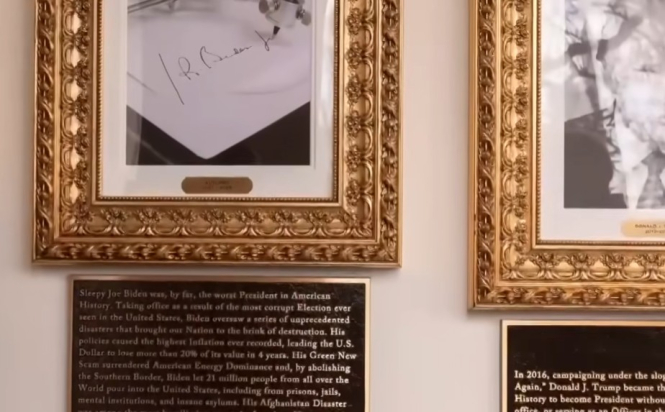 Sleepy Joe Biden was, by far, the worst President in American
History. Taking office as a result of the most corrupt Election ever
seen in the United States, Biden oversaw a series of unprecedented
disasters that brought our Nation to the brink of destruction. His
policies caused the highest Inflation ever recorded, leading the U.S.
Dollar to lose more than 20% of its value in 4 years. His Green New
Scam surrendered American Energy Dominance and, by abolishing
the Southern Border, Biden let 21 million people from all over the
World pour into the United States, including from prisons, jails,
mental institutions, and insane asylums. His Afghanistan Disaster
In 2016, campaigning under the
Again," Donald J. Trump became
History to become President